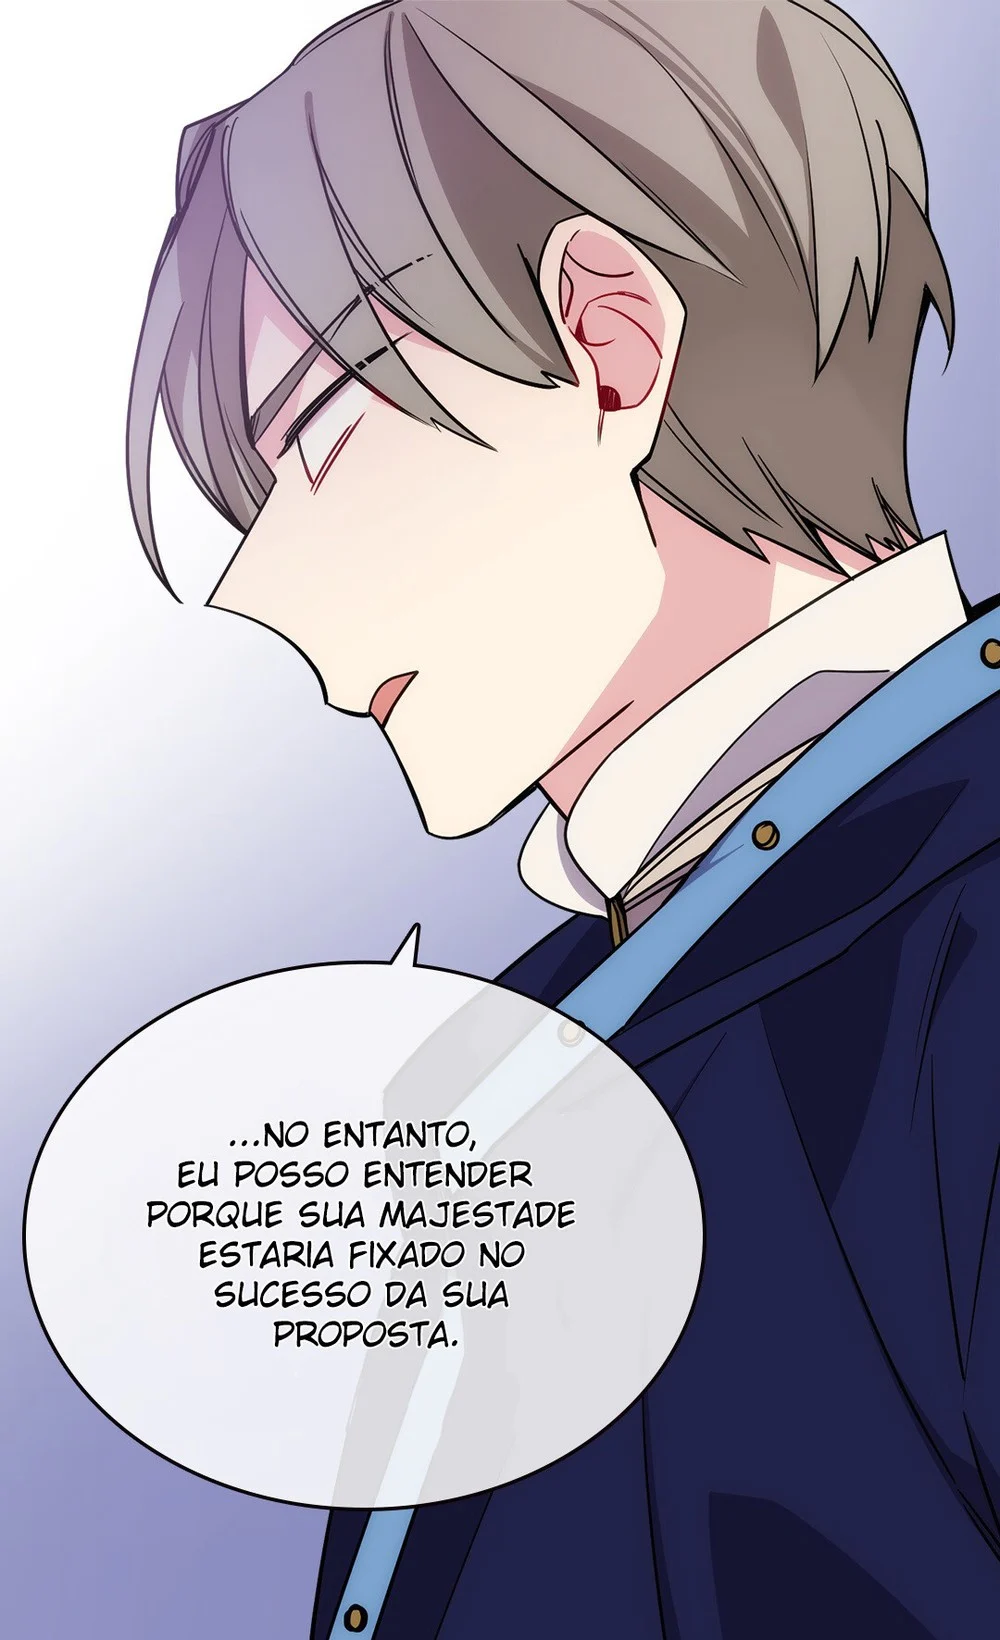 ...NO ENTANTO,
EU POSSO ENTENDER
PORQUE SUA MAJESTADE
ESTARIA FIXADO NO
SUCESSO DA SUA
PROPOSTA.